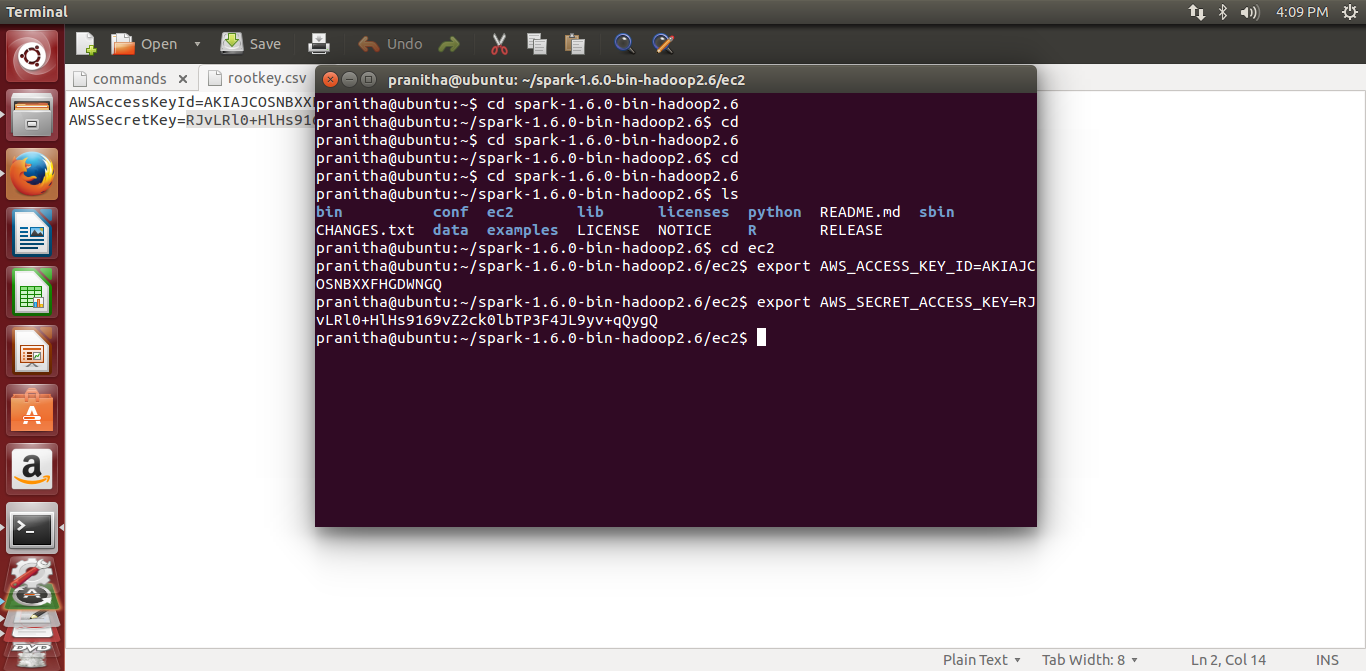 Terminal
4:09 PM
Open
Save
Undo
commands
rootkey.csv
AWSAccessKeyId=AKIAJCOSNBXX
AWSSecretKey=RJvLRl0+HlHs91
pranitha@ubuntu: ~/spark-1.6.0-bin-hadoop2.6/ec2
pranitha@ubuntu:~$ cd spark-1.6.0-bin-hadoop2.6
pranitha@ubuntu:~/spark-1.6.0-bin-hadoop2.6$ cd
pranitha@ubuntu:~$ cd spark-1.6.0-bin-hadoop2.6
pranitha@ubuntu:~/spark-1.6.0-bin-hadoop2.6$ cd
pranitha@ubuntu:~$ cd spark-1.6.0-bin-hadoop2.6
pranitha@ubuntu:~/spark-1.6.0-bin-hadoop2.6$ ls
bin conf ec2 lib licenses python README.md sbin
CHANGES.txt data examples LICENSE NOTICE R RELEASE
pranitha@ubuntu:~/spark-1.6.0-bin-hadoop2.6$ cd ec2
pranitha@ubuntu:~/spark-1.6.0-bin-hadoop2.6/ec2$ export AWS_ACCESS_KEY_ID=AKIAJC
OSNBXXFHGDWNGQ
pranitha@ubuntu:~/spark-1.6.0-bin-hadoop2.6/ec2$ export AWS_SECRET_ACCESS_KEY=RJ
vLRl0+HlHs9169vZ2ck0lbTP3F4JL9yv+qQygQ
pranitha@ubuntu:~/spark-1.6.0-bin-hadoop2.6/ec2$
DVD
Plain Text
Tab Width: 8
Ln 2, Col 14
INS